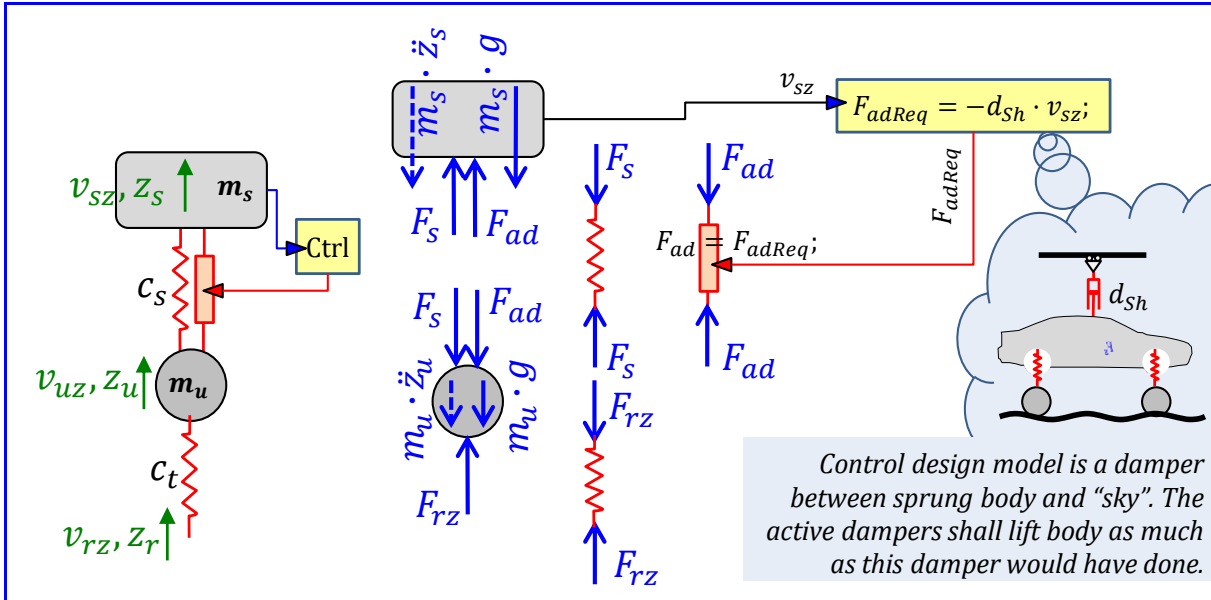 m_s · z̈_s
m_s · g
v_sz
F_adReq = −d_Sh · v_sz;
v_sz, z_s
m_s
F_s
F_ad
F_s
F_ad
F_adReq
Ctrl
F_ad = F_adReq;
c_s
F_s
F_ad
d_Sh
F_s
F_ad
v_uz, z_u
m_u
m_u · z̈_u
m_u · g
F_rz
c_t
F_rz
v_rz, z_r
F_rz
Control design model is a damper
between sprung body and “sky”. The
active dampers shall lift body as much
as this damper would have done.